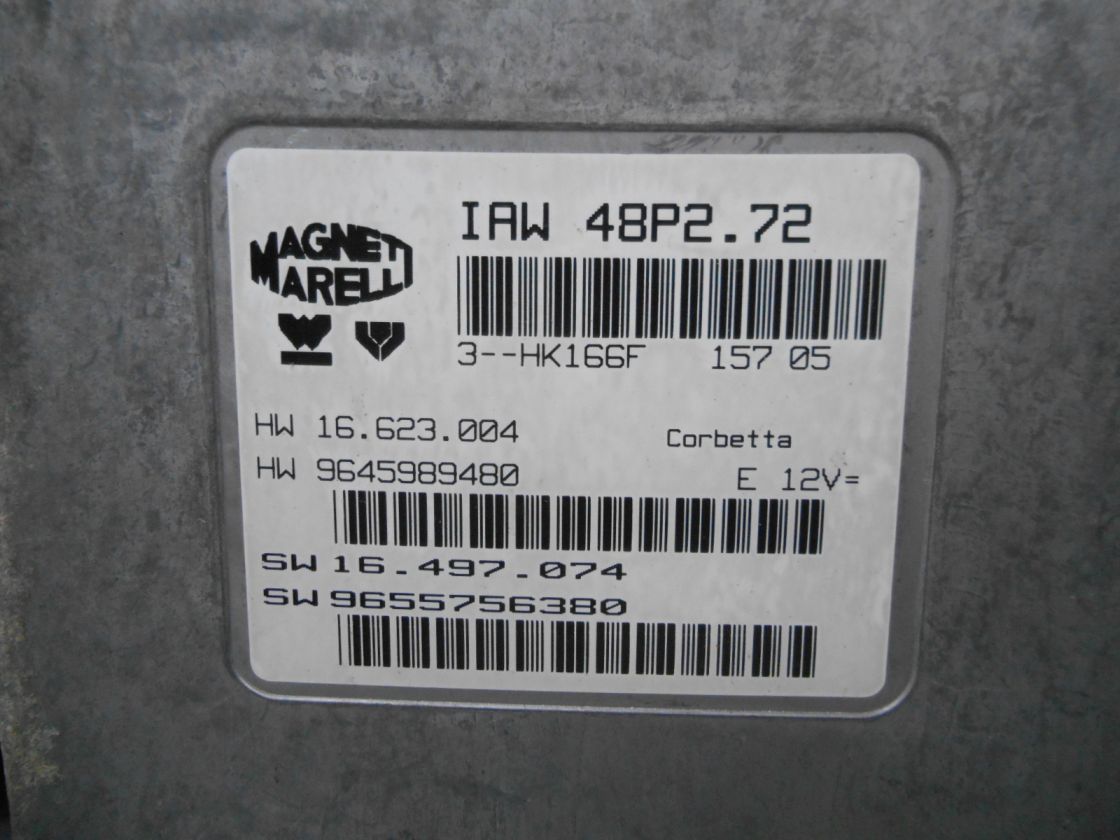 MAGNETI
MARELLI
IAW 48P2.72
3--HK166F 157 05
HW 16.623.004
Corbetta
HW 9645989480
E 12V=
SW 16.497.074
SW 9655756380